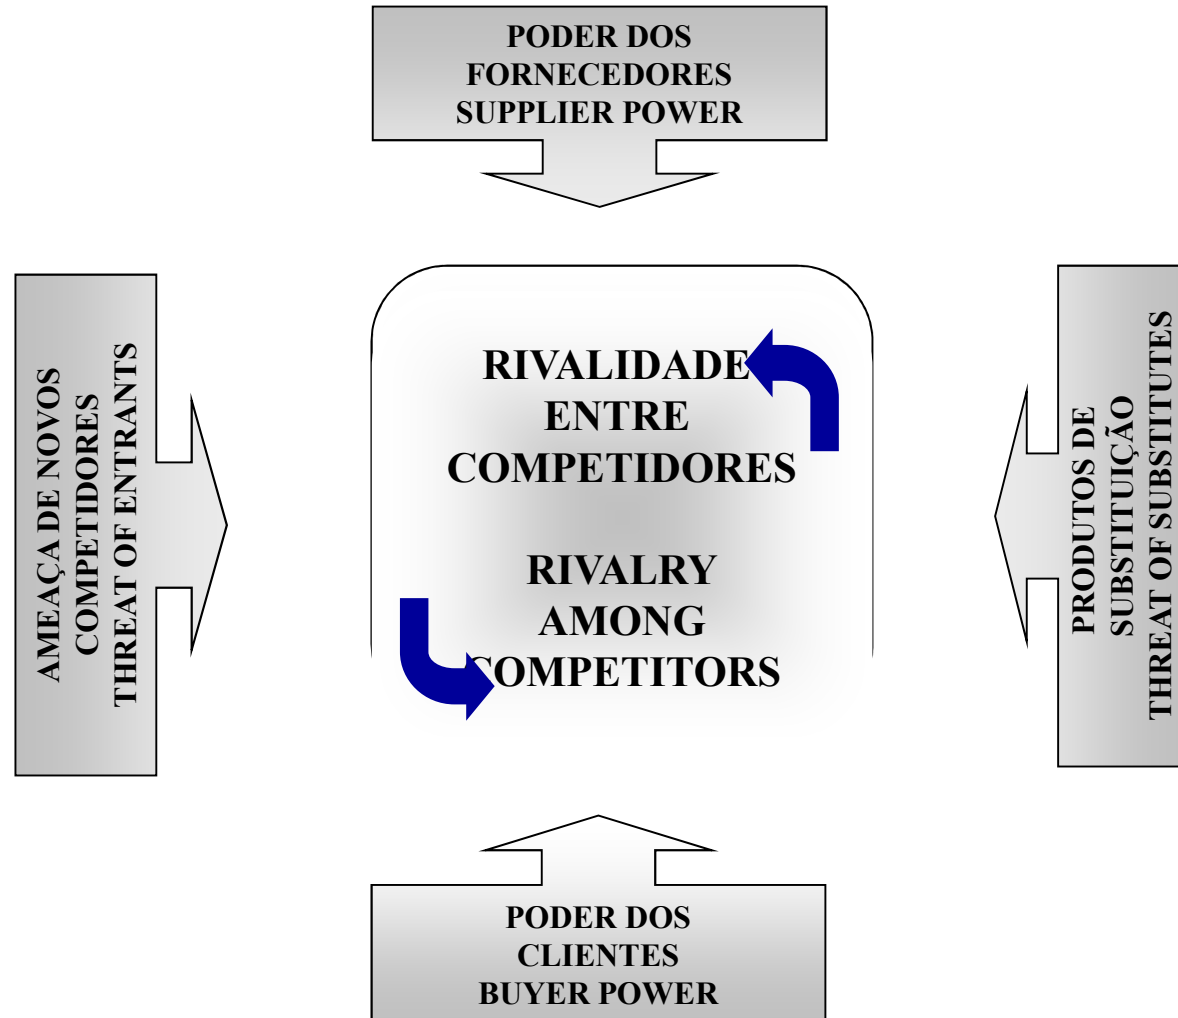 PODER DOS
FORNECEDORES
SUPPLIER POWER
AMEAÇA DE NOVOS
COMPETIDORES
THREAT OF ENTRANTS
RIVALIDADE
ENTRE
COMPETIDORES
RIVALRY
AMONG
COMPETITORS
PRODUTOS DE
SUBSTITUIÇÃO
THREAT OF SUBSTITUTES
PODER DOS
CLIENTES
BUYER POWER